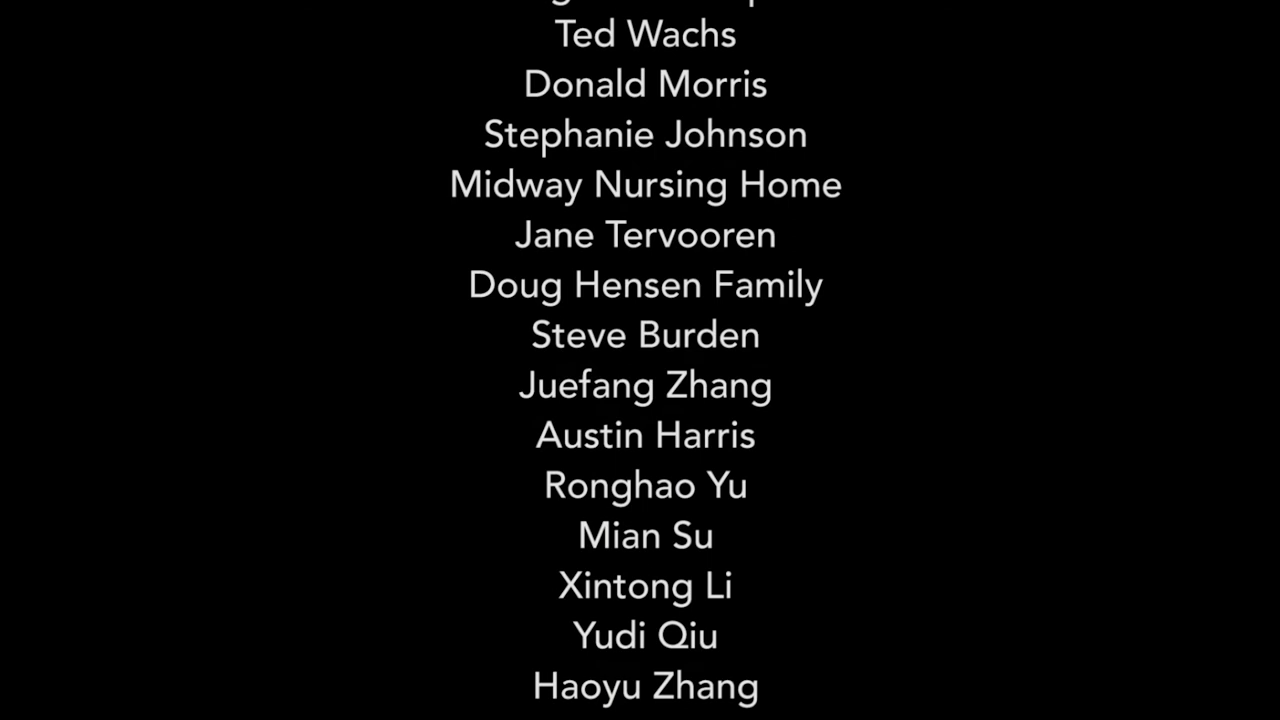 Ted Wachs
Donald Morris
Stephanie Johnson
Midway Nursing Home
Jane Tervooren
Doug Hensen Family
Steve Burden
Juefang Zhang
Austin Harris
Ronghao Yu
Mian Su
Xintong Li
Yudi Qiu
Haoyu Zhang